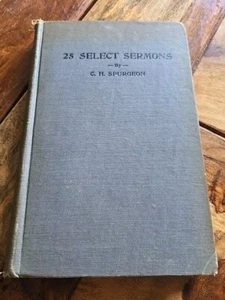 25 SELECT SERMONS
— By —
C. H. SPURGEON